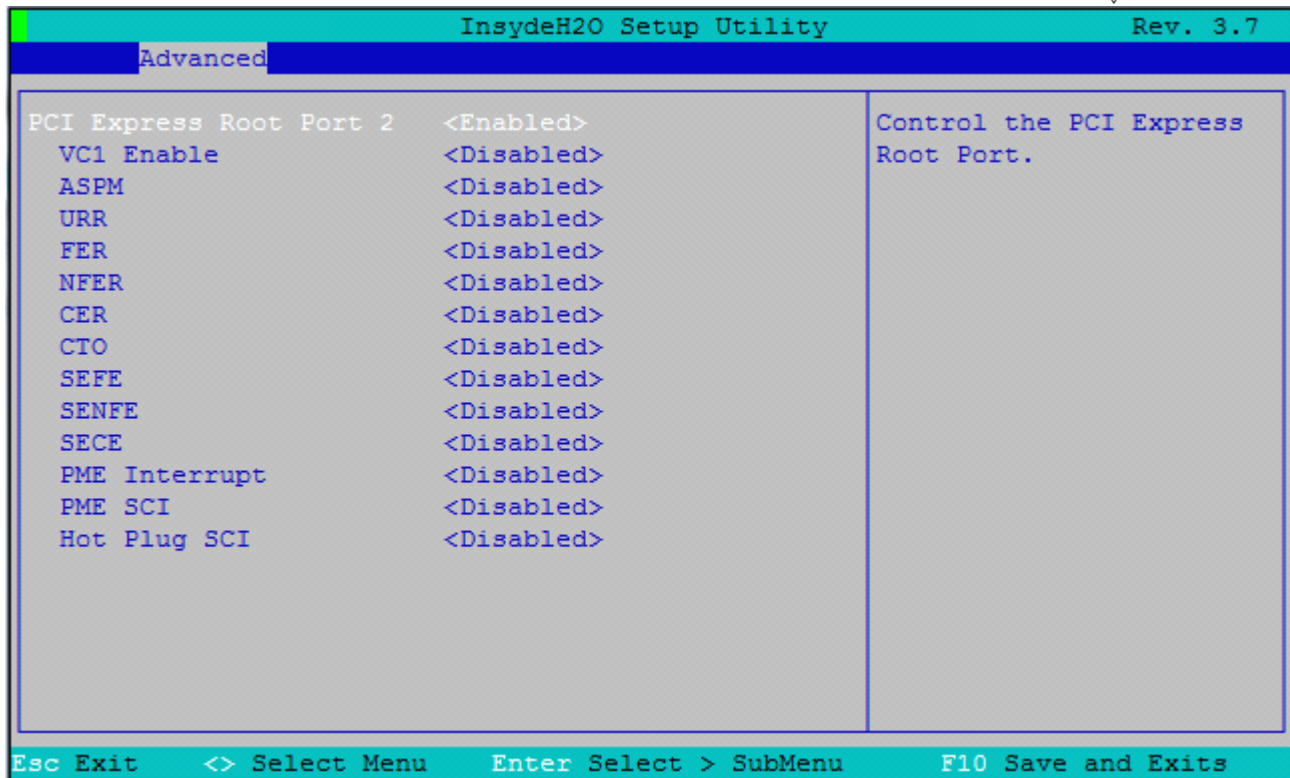 InsydeH2O Setup Utility Rev. 3.7
Advanced
PCI Express Root Port 2 <Enabled> Control the PCI Express
VC1 Enable <Disabled> Root Port.
ASPM <Disabled>
URR <Disabled>
FER <Disabled>
NFER <Disabled>
CER <Disabled>
CTO <Disabled>
SEFE <Disabled>
SENFE <Disabled>
SECE <Disabled>
PME Interrupt <Disabled>
PME SCI <Disabled>
Hot Plug SCI <Disabled>
Esc Exit <> Select Menu Enter Select > SubMenu F10 Save and Exits